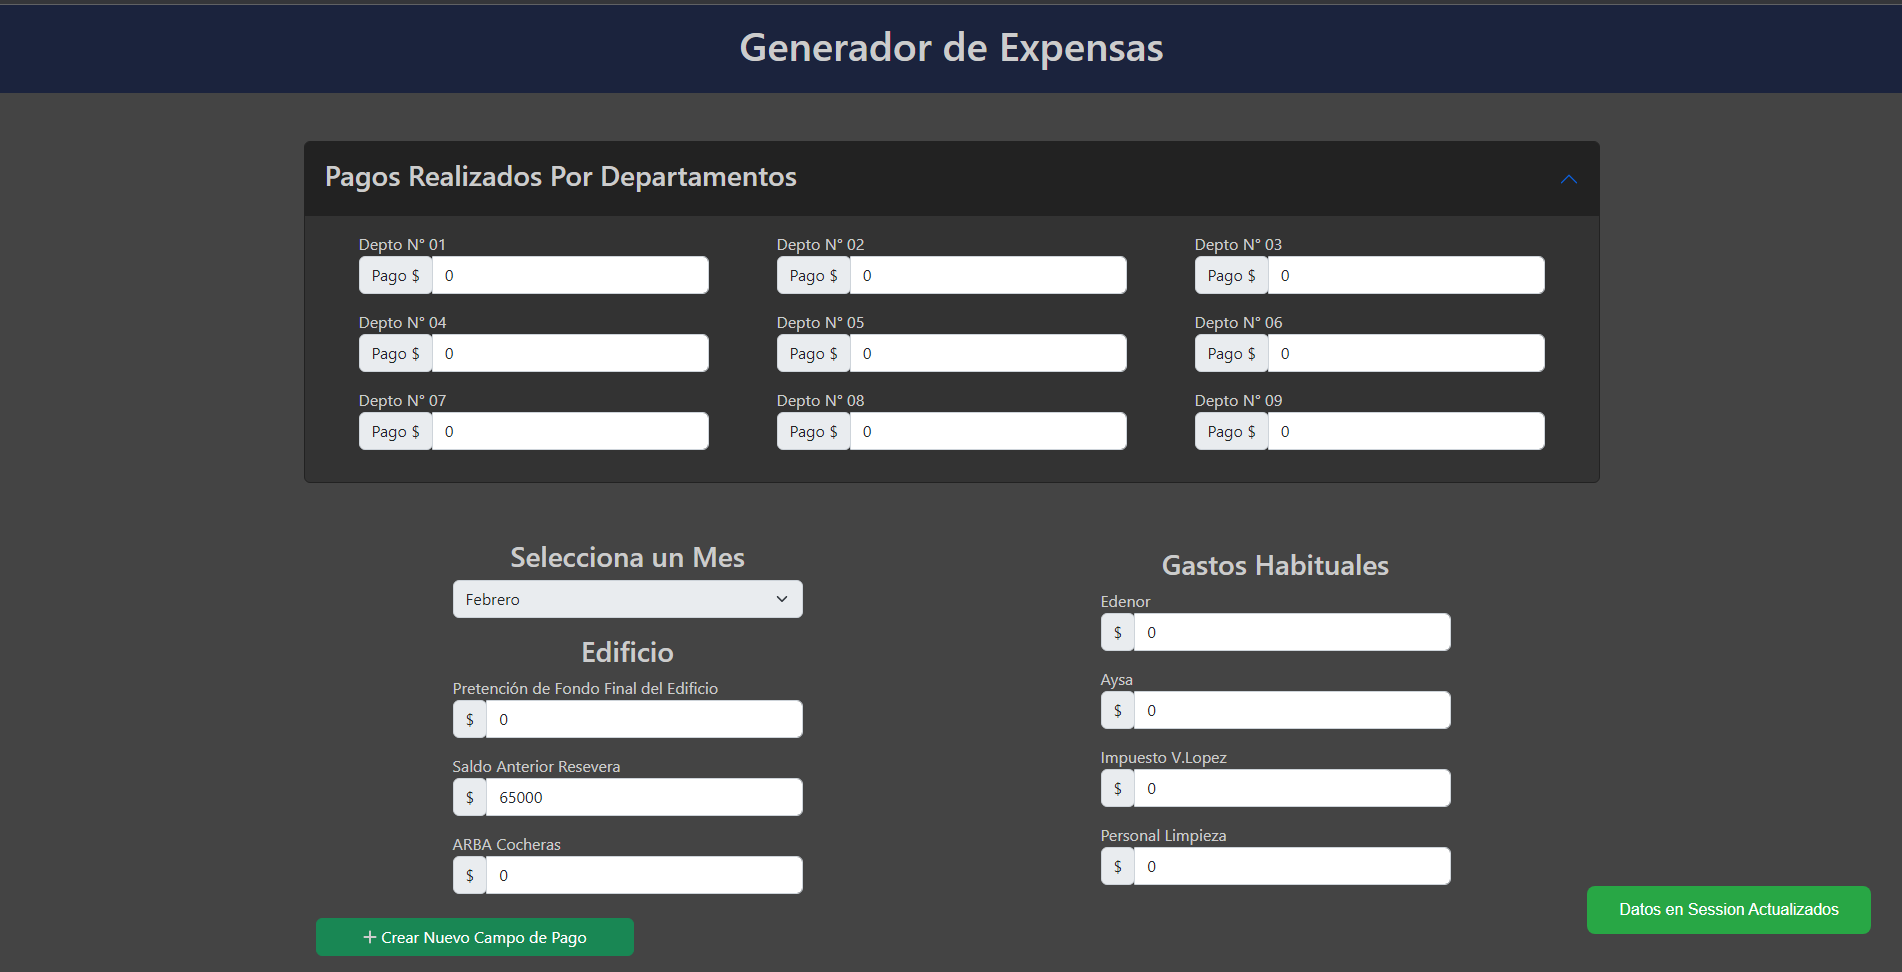 Generador de Expensas
Pagos Realizados Por Departamentos
Depto N° 01
Pago $ 0
Depto N° 02
Pago $ 0
Depto N° 03
Pago $ 0
Depto N° 04
Pago $ 0
Depto N° 05
Pago $ 0
Depto N° 06
Pago $ 0
Depto N° 07
Pago $ 0
Depto N° 08
Pago $ 0
Depto N° 09
Pago $ 0
Selecciona un Mes
Febrero
Edificio
Pretención de Fondo Final del Edificio
$ 0
Saldo Anterior Resevera
$ 65000
ARBA Cocheras
$ 0
+ Crear Nuevo Campo de Pago
Gastos Habituales
Edenor
$ 0
Aysa
$ 0
Impuesto V.Lopez
$ 0
Personal Limpieza
$ 0
Datos en Session Actualizados